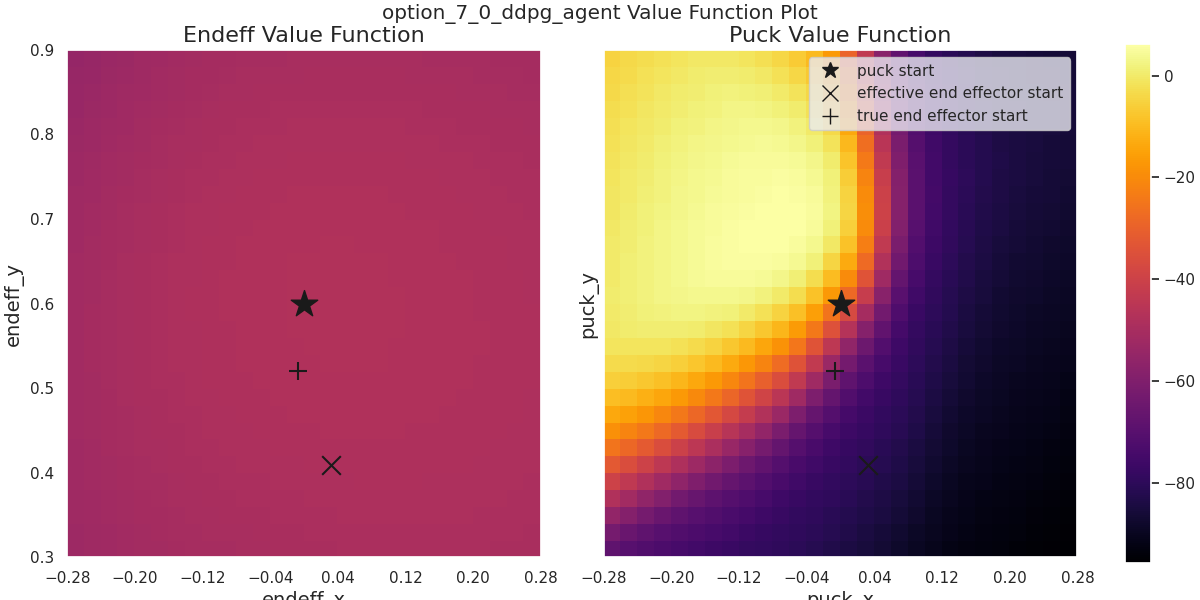 option_7_0_ddpg_agent Value Function Plot
Endeff Value Function
Puck Value Function
0.9
0.8
0.7
0.6
0.5
0.4
0.3
endeff_y
−0.28 −0.20 −0.12 −0.04 0.04 0.12 0.20 0.28
endeff_x
puck_y
puck start
effective end effector start
true end effector start
−0.28 −0.20 −0.12 −0.04 0.04 0.12 0.20 0.28
puck_x
0
−20
−40
−60
−80